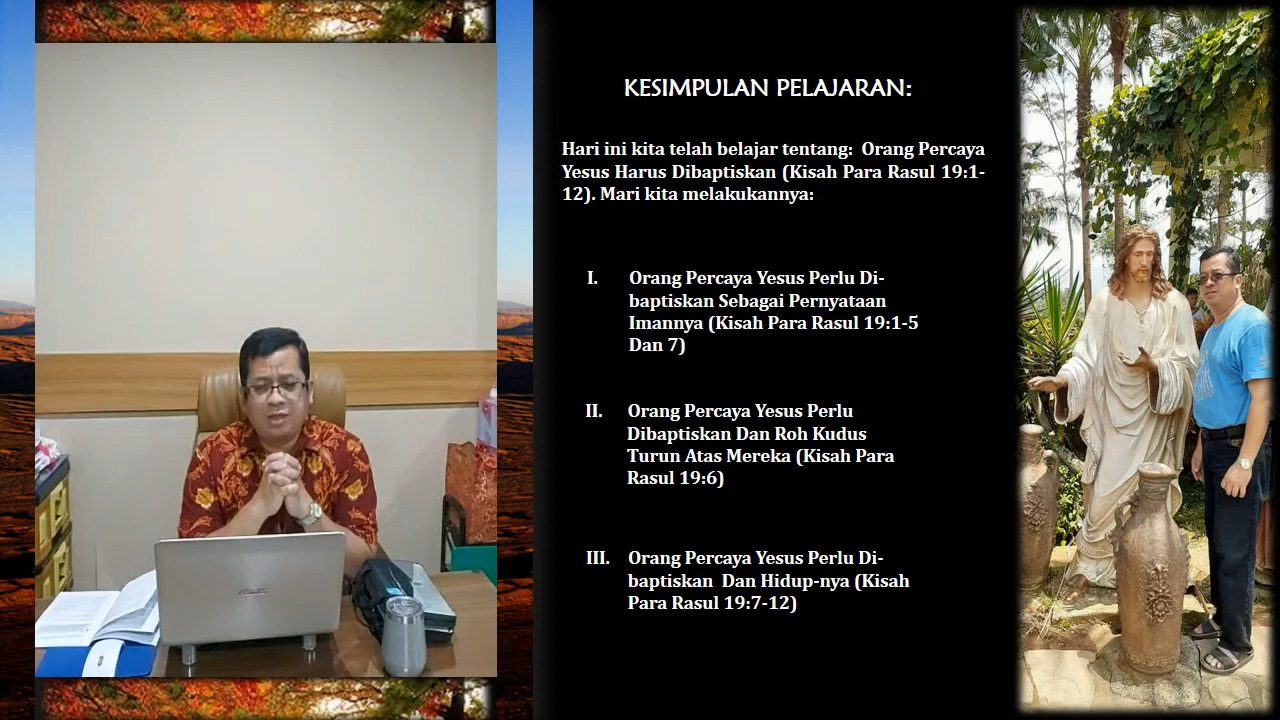 KESIMPULAN PELAJARAN:
Hari ini kita telah belajar tentang: Orang Percaya
Yesus Harus Dibaptiskan (Kisah Para Rasul 19:1-
12). Mari kita melakukannya:
I. Orang Percaya Yesus Perlu Di-
baptiskan Sebagai Pernyataan
Imannya (Kisah Para Rasul 19:1-5
Dan 7)
II. Orang Percaya Yesus Perlu
Dibaptiskan Dan Roh Kudus
Turun Atas Mereka (Kisah Para
Rasul 19:6)
III. Orang Percaya Yesus Perlu Di-
baptiskan Dan Hidup-nya (Kisah
Para Rasul 19:7-12)
ASUS